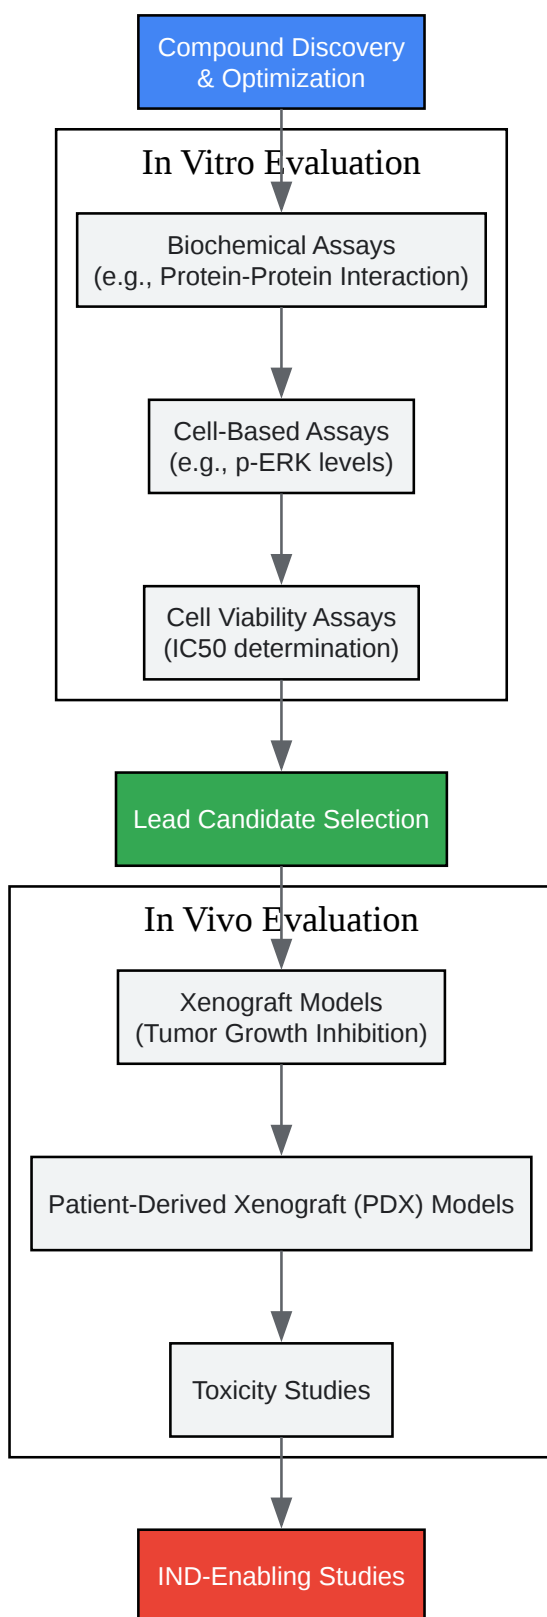 Compound Discovery
& Optimization
In Vitro Evaluation
Biochemical Assays
(e.g., Protein-Protein Interaction)
Cell-Based Assays
(e.g., p-ERK levels)
Cell Viability Assays
(IC50 determination)
Lead Candidate Selection
In Vivo Evaluation
Xenograft Models
(Tumor Growth Inhibition)
Patient-Derived Xenograft (PDX) Models
Toxicity Studies
IND-Enabling Studies